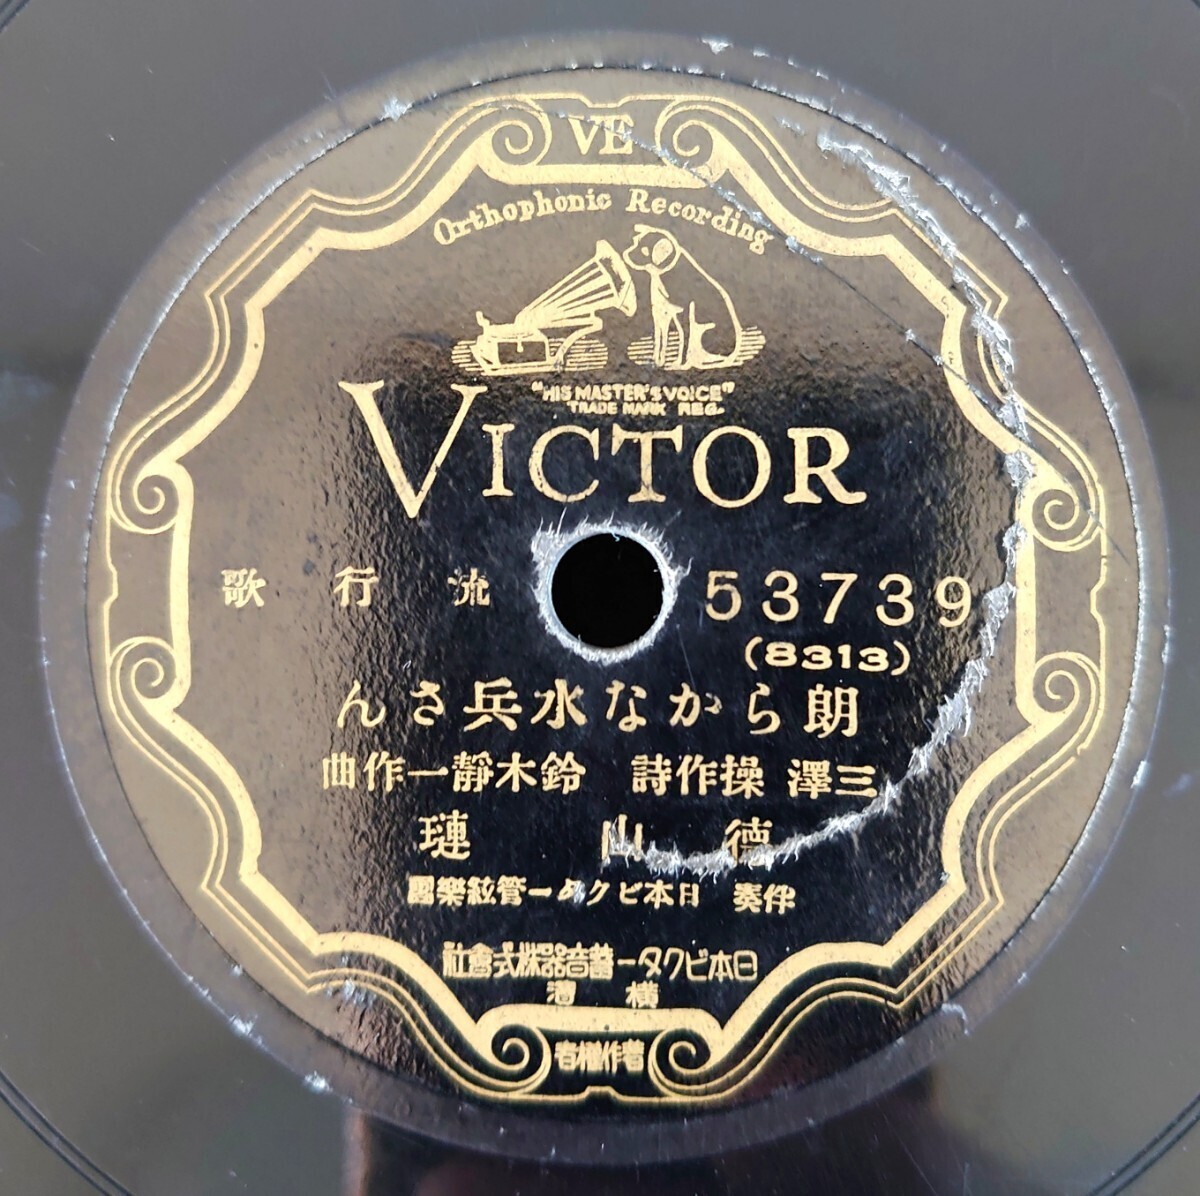 VE
Orthophonic Recording
"HIS MASTER'S VOICE"
TRADE MARK REG.
VICTOR
流行歌 53739
(8313)
朗らかな水兵さん
三澤 操作詩 鈴木靜一作曲
德山 璉
伴奏 日本ビクター管絃樂團
日本ビクター蓄音器株式會社
横濱
著作權者